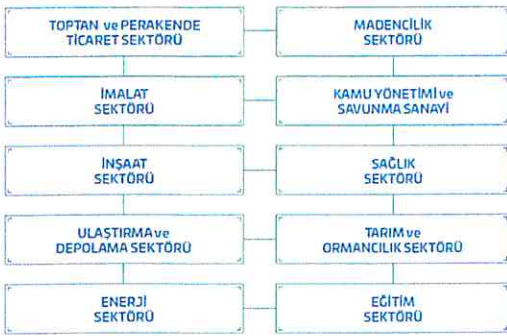 TOPTAN ve PERAKENDE
TİCARET SEKTÖRÜ
MADENCİLİK
SEKTÖRÜ
İMALAT
SEKTÖRÜ
KAMU YÖNETİMİ ve
SAVUNMA SANAYİ
İNŞAAT
SEKTÖRÜ
SAĞLIK
SEKTÖRÜ
ULAŞTIRMA ve
DEPOLAMA SEKTÖRÜ
TARIM ve
ORMANCILIK SEKTÖRÜ
ENERJİ
SEKTÖRÜ
EĞİTİM
SEKTÖRÜ